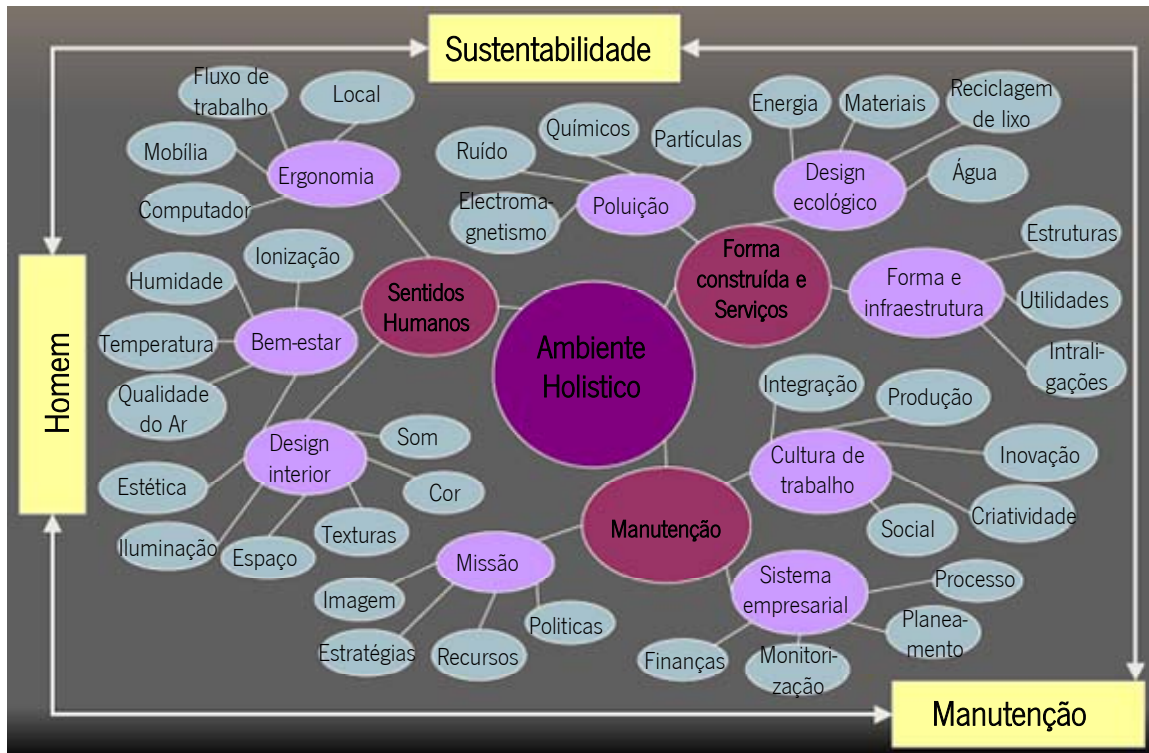 Sustentabilidade
Fluxo de
trabalho
Local
Mobília
Ergonomia
Computador
Químicos
Ruído
Partículas
Electroma-
gnetismo
Poluição
Energia
Materiais
Reciclagem
de lixo
Design
ecológico
Água
Homem
Ionização
Humidade
Temperatura
Bem-estar
Qualidade
do Ar
Sentidos
Humanos
Ambiente
Holistico
Forma
construída e
Serviços
Forma e
infraestrutura
Estruturas
Utilidades
Intrali-
gações
Design
interior
Som
Cor
Estética
Iluminação
Espaço
Texturas
Integração
Produção
Cultura de
trabalho
Inovação
Criatividade
Social
Manutenção
Missão
Imagem
Estratégias
Recursos
Politicas
Sistema
empresarial
Processo
Planea-
mento
Finanças
Monitori-
zação
Manutenção